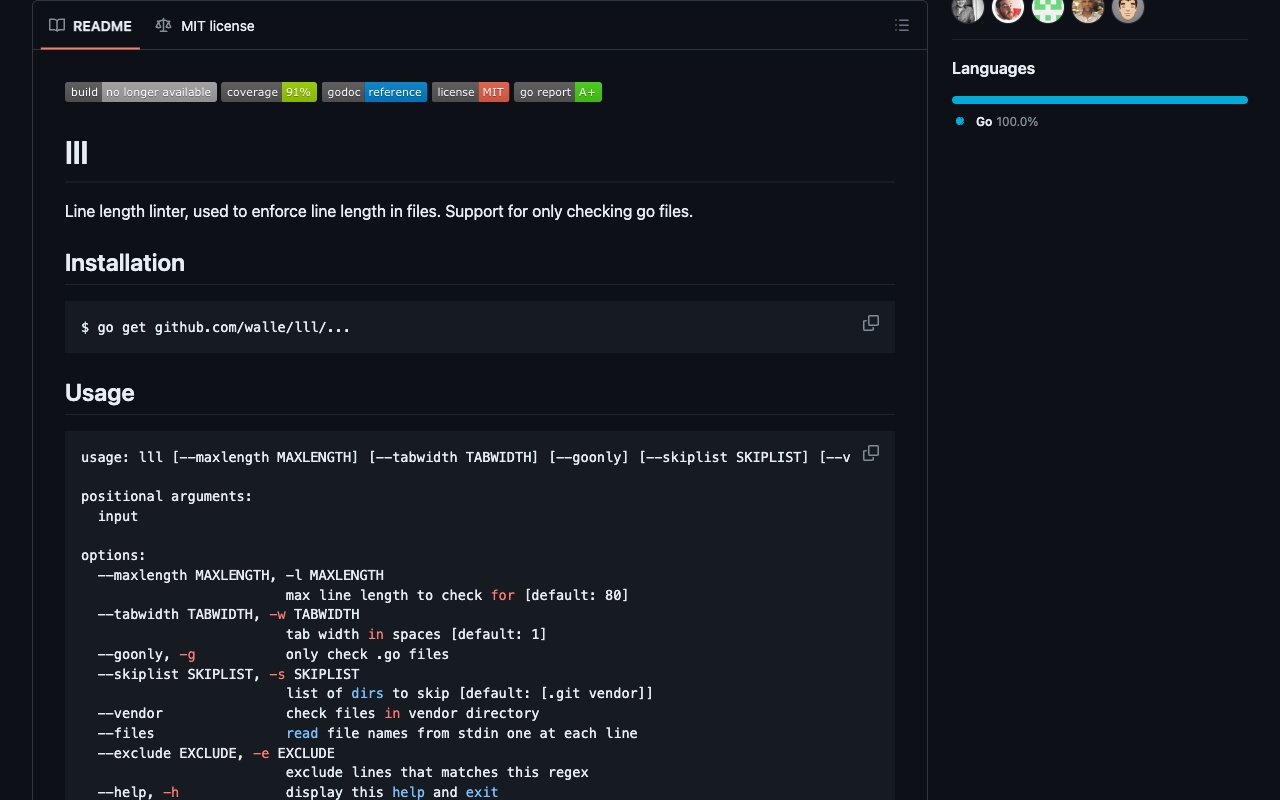 README
MIT license
build no longer available coverage 91% godoc reference license MIT go report A+
lll
Line length linter, used to enforce line length in files. Support for only checking go files.
Installation
$ go get github.com/walle/lll/...
Usage
usage: lll [--maxlength MAXLENGTH] [--tabwidth TABWIDTH] [--goonly] [--skiplist SKIPLIST] [--v
positional arguments:
input
options:
--maxlength MAXLENGTH, -l MAXLENGTH
max line length to check for [default: 80]
--tabwidth TABWIDTH, -w TABWIDTH
tab width in spaces [default: 1]
--goonly, -g only check .go files
--skiplist SKIPLIST, -s SKIPLIST
list of dirs to skip [default: [.git vendor]]
--vendor check files in vendor directory
--files read file names from stdin one at each line
--exclude EXCLUDE, -e EXCLUDE
exclude lines that matches this regex
--help, -h display this help and exit
Languages
Go 100.0%